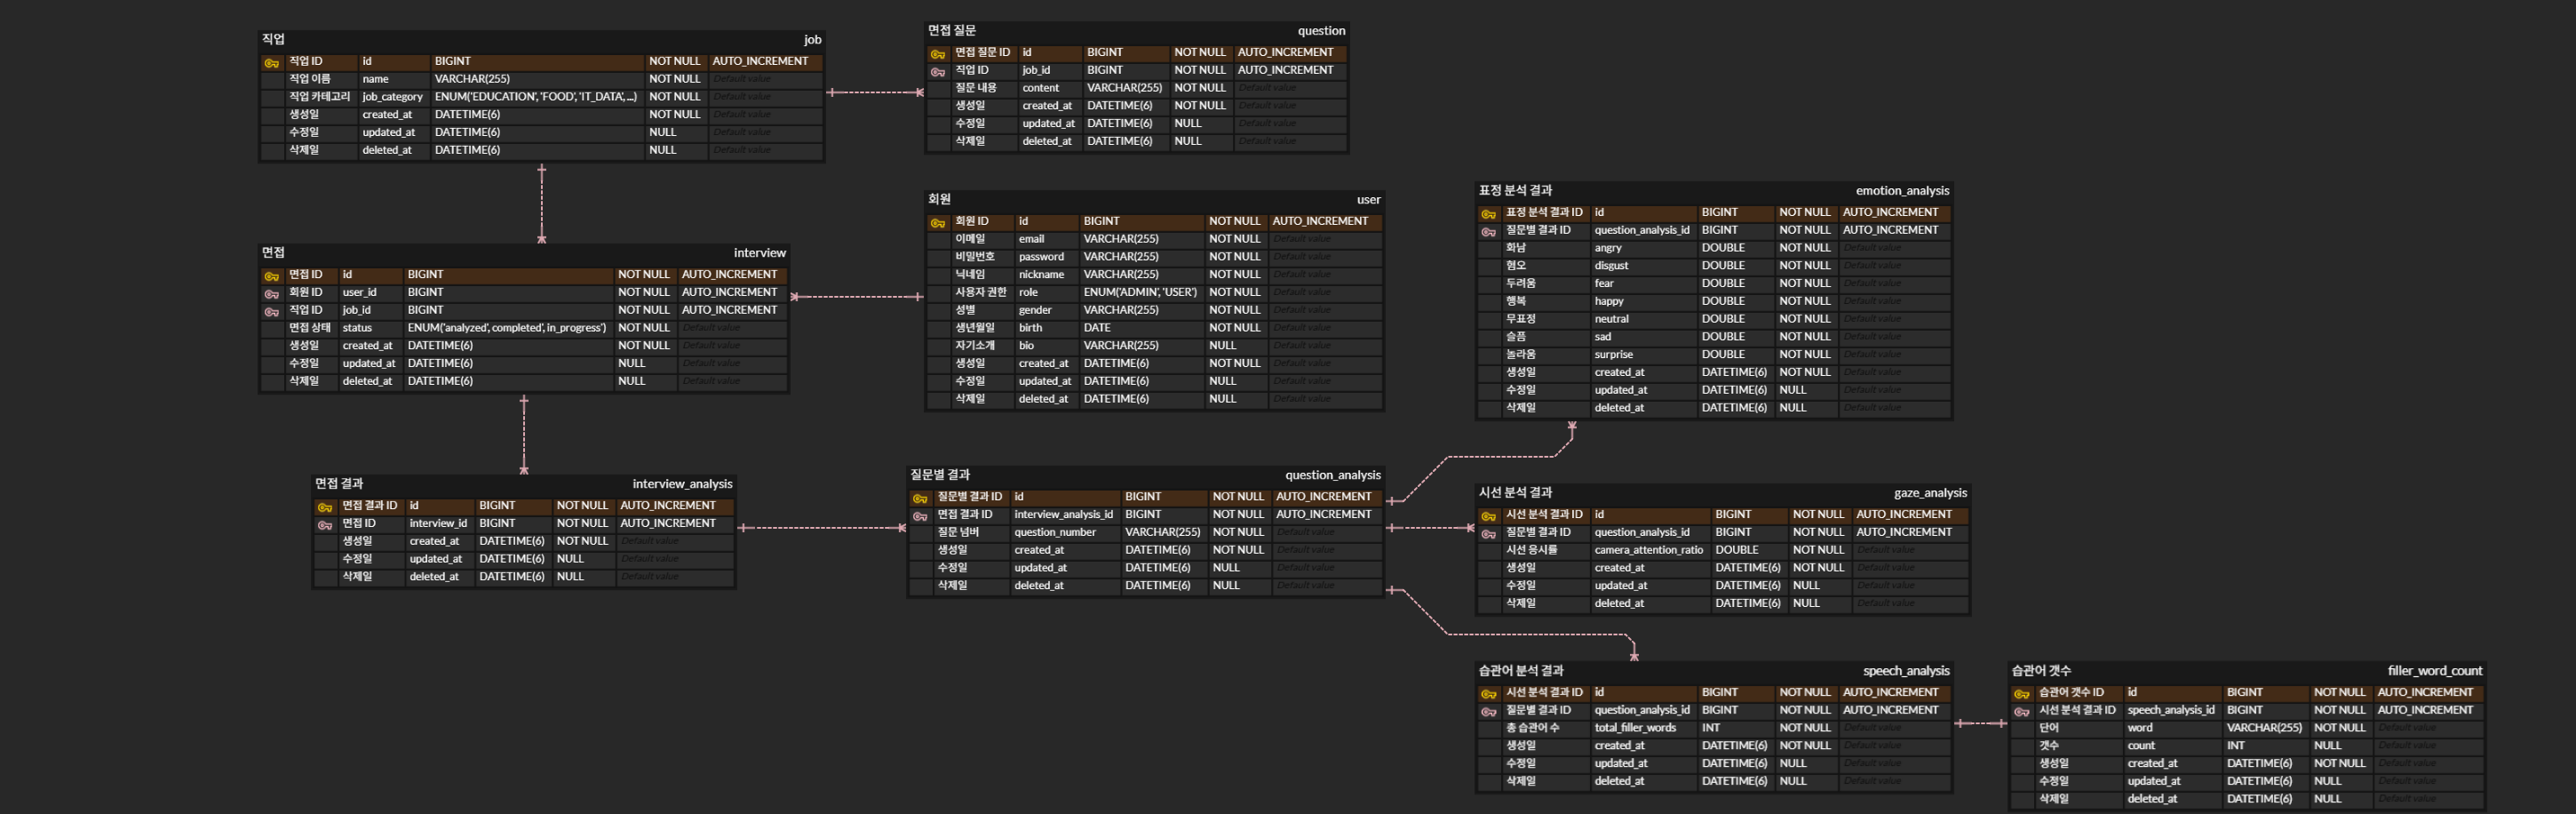 직업 job
직업 ID id BIGINT NOT NULL AUTO_INCREMENT
직업 이름 name VARCHAR(255) NOT NULL Default value
직업 카테고리 job_category ENUM('EDUCATION', 'FOOD', 'IT_DATA', ...) NOT NULL Default value
생성일 created_at DATETIME(6) NOT NULL Default value
수정일 updated_at DATETIME(6) NULL Default value
삭제일 deleted_at DATETIME(6) NULL Default value
면접 질문 question
면접 질문 ID id BIGINT NOT NULL AUTO_INCREMENT
직업 ID job_id BIGINT NOT NULL AUTO_INCREMENT
질문 내용 content VARCHAR(255) NOT NULL Default value
생성일 created_at DATETIME(6) NOT NULL Default value
수정일 updated_at DATETIME(6) NULL Default value
삭제일 deleted_at DATETIME(6) NULL Default value
면접 interview
면접 ID id BIGINT NOT NULL AUTO_INCREMENT
회원 ID user_id BIGINT NOT NULL AUTO_INCREMENT
직업 ID job_id BIGINT NOT NULL AUTO_INCREMENT
면접 상태 status ENUM('analyzed', completed', in_progress') NOT NULL Default value
생성일 created_at DATETIME(6) NOT NULL Default value
수정일 updated_at DATETIME(6) NULL Default value
삭제일 deleted_at DATETIME(6) NULL Default value
회원 user
회원 ID id BIGINT NOT NULL AUTO_INCREMENT
이메일 email VARCHAR(255) NOT NULL Default value
비밀번호 password VARCHAR(255) NOT NULL Default value
닉네임 nickname VARCHAR(255) NOT NULL Default value
사용자 권한 role ENUM('ADMIN', 'USER') NOT NULL Default value
성별 gender VARCHAR(255) NOT NULL Default value
생년월일 birth DATE NOT NULL Default value
자기소개 bio VARCHAR(255) NULL Default value
생성일 created_at DATETIME(6) NOT NULL Default value
수정일 updated_at DATETIME(6) NULL Default value
삭제일 deleted_at DATETIME(6) NULL Default value
표정 분석 결과 emotion_analysis
표정 분석 결과 ID id BIGINT NOT NULL AUTO_INCREMENT
질문별 결과 ID question_analysis_id BIGINT NOT NULL AUTO_INCREMENT
화남 angry DOUBLE NOT NULL Default value
혐오 disgust DOUBLE NOT NULL Default value
두려움 fear DOUBLE NOT NULL Default value
행복 happy DOUBLE NOT NULL Default value
무표정 neutral DOUBLE NOT NULL Default value
슬픔 sad DOUBLE NOT NULL Default value
놀라움 surprise DOUBLE NOT NULL Default value
생성일 created_at DATETIME(6) NOT NULL Default value
수정일 updated_at DATETIME(6) NULL Default value
삭제일 deleted_at DATETIME(6) NULL Default value
면접 결과 interview_analysis
면접 결과 ID id BIGINT NOT NULL AUTO_INCREMENT
면접 ID interview_id BIGINT NOT NULL AUTO_INCREMENT
생성일 created_at DATETIME(6) NOT NULL Default value
수정일 updated_at DATETIME(6) NULL Default value
삭제일 deleted_at DATETIME(6) NULL Default value
질문별 결과 question_analysis
질문별 결과 ID id BIGINT NOT NULL AUTO_INCREMENT
면접 결과 ID interview_analysis_id BIGINT NOT NULL AUTO_INCREMENT
질문 넘버 question_number VARCHAR(255) NOT NULL Default value
생성일 created_at DATETIME(6) NOT NULL Default value
수정일 updated_at DATETIME(6) NULL Default value
삭제일 deleted_at DATETIME(6) NULL Default value
시선 분석 결과 gaze_analysis
시선 분석 결과 ID id BIGINT NOT NULL AUTO_INCREMENT
질문별 결과 ID question_analysis_id BIGINT NOT NULL AUTO_INCREMENT
시선 응시률 camera_attention_ratio DOUBLE NOT NULL Default value
생성일 created_at DATETIME(6) NOT NULL Default value
수정일 updated_at DATETIME(6) NULL Default value
삭제일 deleted_at DATETIME(6) NULL Default value
습관어 분석 결과 speech_analysis
시선 분석 결과 ID id BIGINT NOT NULL AUTO_INCREMENT
질문별 결과 ID question_analysis_id BIGINT NOT NULL AUTO_INCREMENT
총 습관어 수 total_filler_words INT NOT NULL Default value
생성일 created_at DATETIME(6) NOT NULL Default value
수정일 updated_at DATETIME(6) NULL Default value
삭제일 deleted_at DATETIME(6) NULL Default value
습관어 갯수 filler_word_count
습관어 갯수 ID id BIGINT NOT NULL AUTO_INCREMENT
시선 분석 결과 ID speech_analysis_id BIGINT NOT NULL AUTO_INCREMENT
단어 word VARCHAR(255) NOT NULL Default value
갯수 count INT NULL Default value
생성일 created_at DATETIME(6) NOT NULL Default value
수정일 updated_at DATETIME(6) NULL Default value
삭제일 deleted_at DATETIME(6) NULL Default value